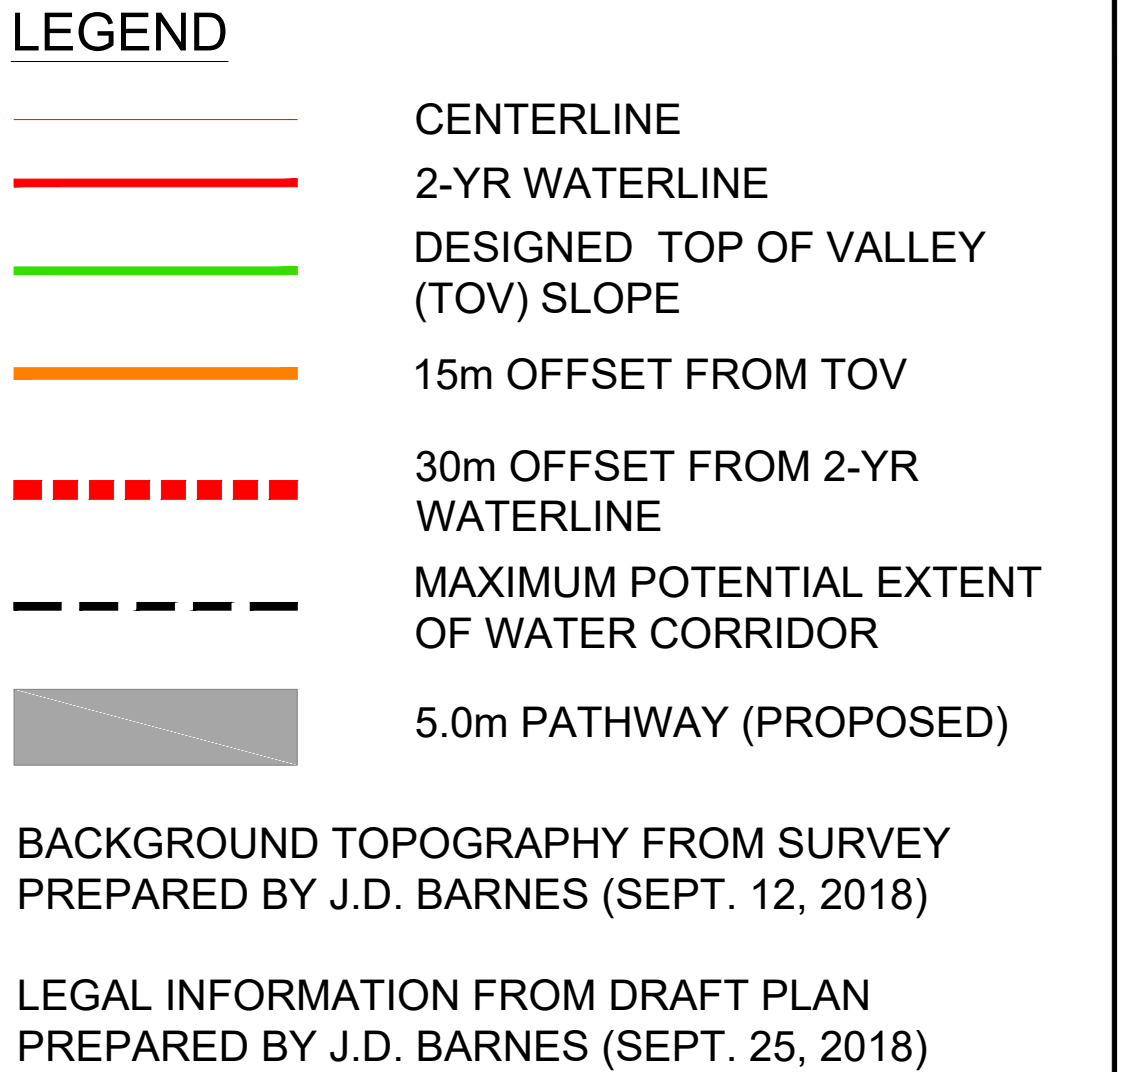 LEGEND
CENTERLINE
2-YR WATERLINE
DESIGNED  TOP OF VALLEY
(TOV) SLOPE
15m OFFSET FROM TOV
30m OFFSET FROM 2-YR
WATERLINE
MAXIMUM POTENTIAL EXTENT
OF WATER CORRIDOR
5.0m PATHWAY (PROPOSED)
BACKGROUND TOPOGRAPHY FROM SURVEY
PREPARED BY J.D. BARNES (SEPT. 12, 2018)
LEGAL INFORMATION FROM DRAFT PLAN
PREPARED BY J.D. BARNES (SEPT. 25, 2018)